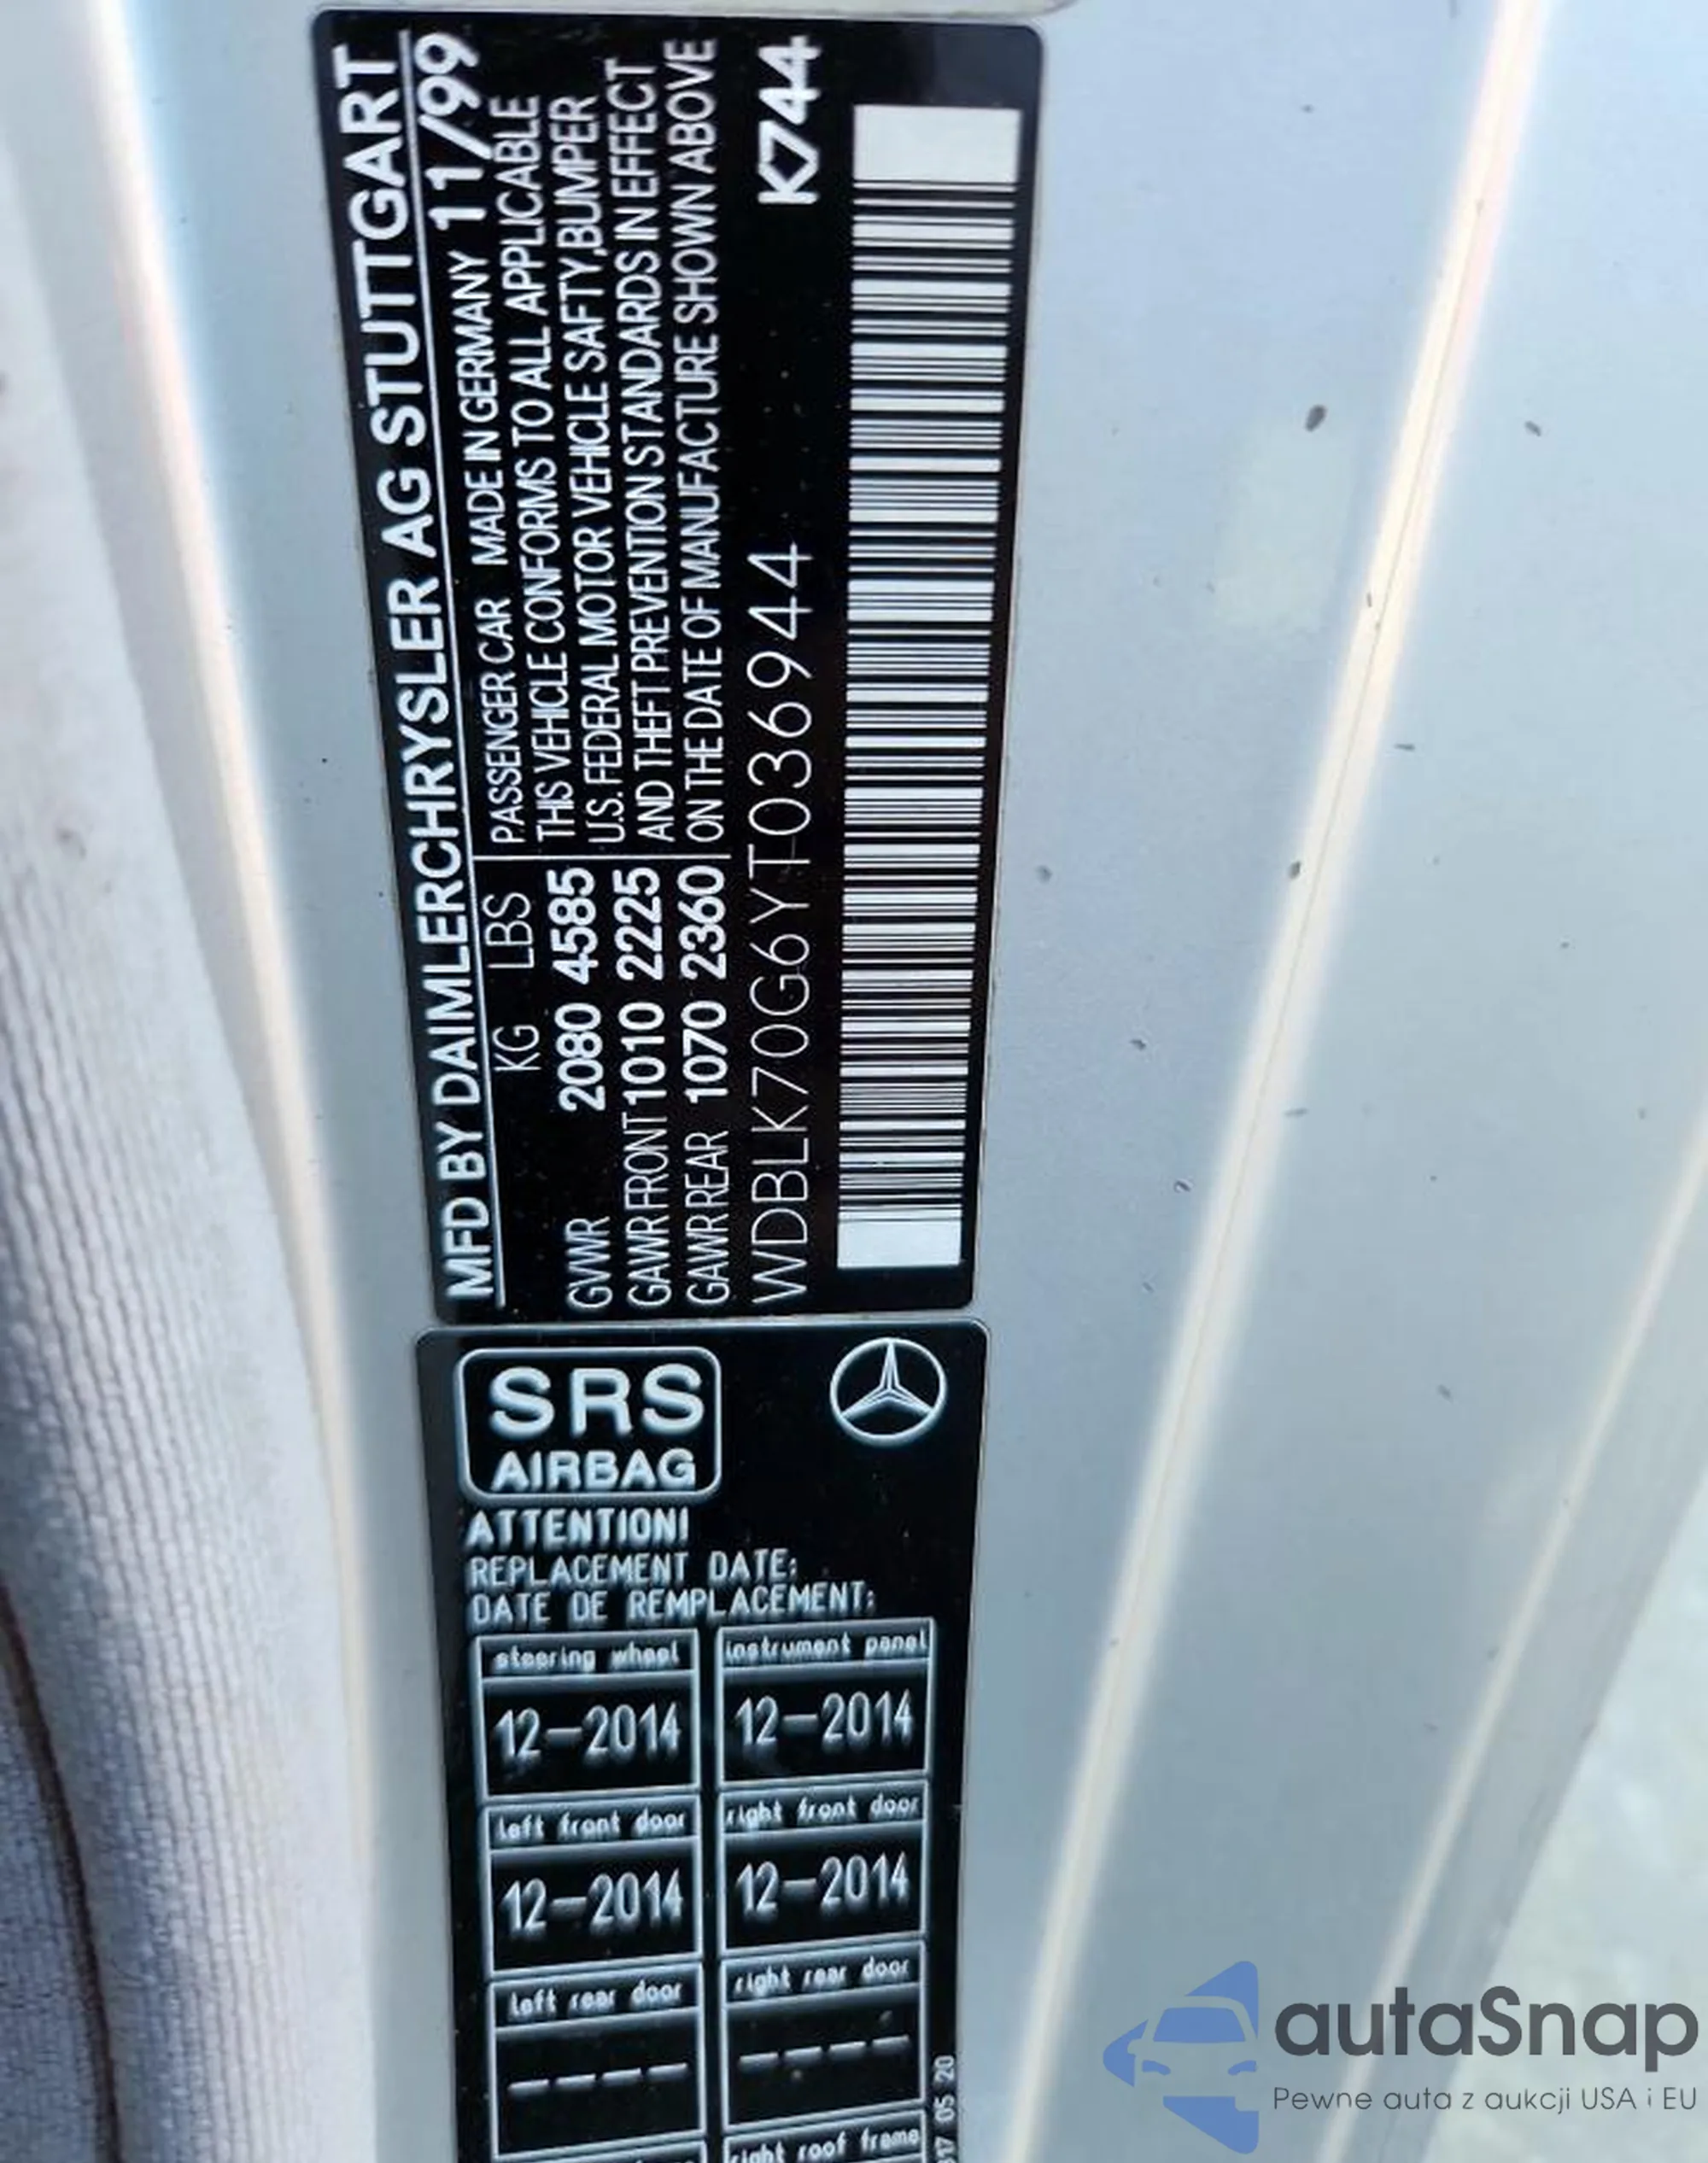 MFD BY DAIMLERCHRYSLER AG STUTTGART
KG LBS PASSENGER CAR MADE IN GERMANY 11/99
THIS VEHICLE CONFORMS TO ALL APPLICABLE
GVWR 2080 4585 U.S. FEDERAL MOTOR VEHICLE SAFTY,BUMPER
GAWR FRONT 1010 2225 AND THEFT PREVENTION STANDARDS IN EFFECT
GAWR REAR 1070 2360 ON THE DATE OF MANUFACTURE SHOWN ABOVE
WDBLK70G6YT036944 K744
SRS
AIRBAG
ATTENTION!
REPLACEMENT DATE:
DATE DE REMPLACEMENT:
steering wheel instrument panel
12-2014 12-2014
left front door right front door
12-2014 12-2014
left rear door right rear door
---- ----
right roof frame
17 05 20
autaSnap
Pewne auta z aukcji USA i EU